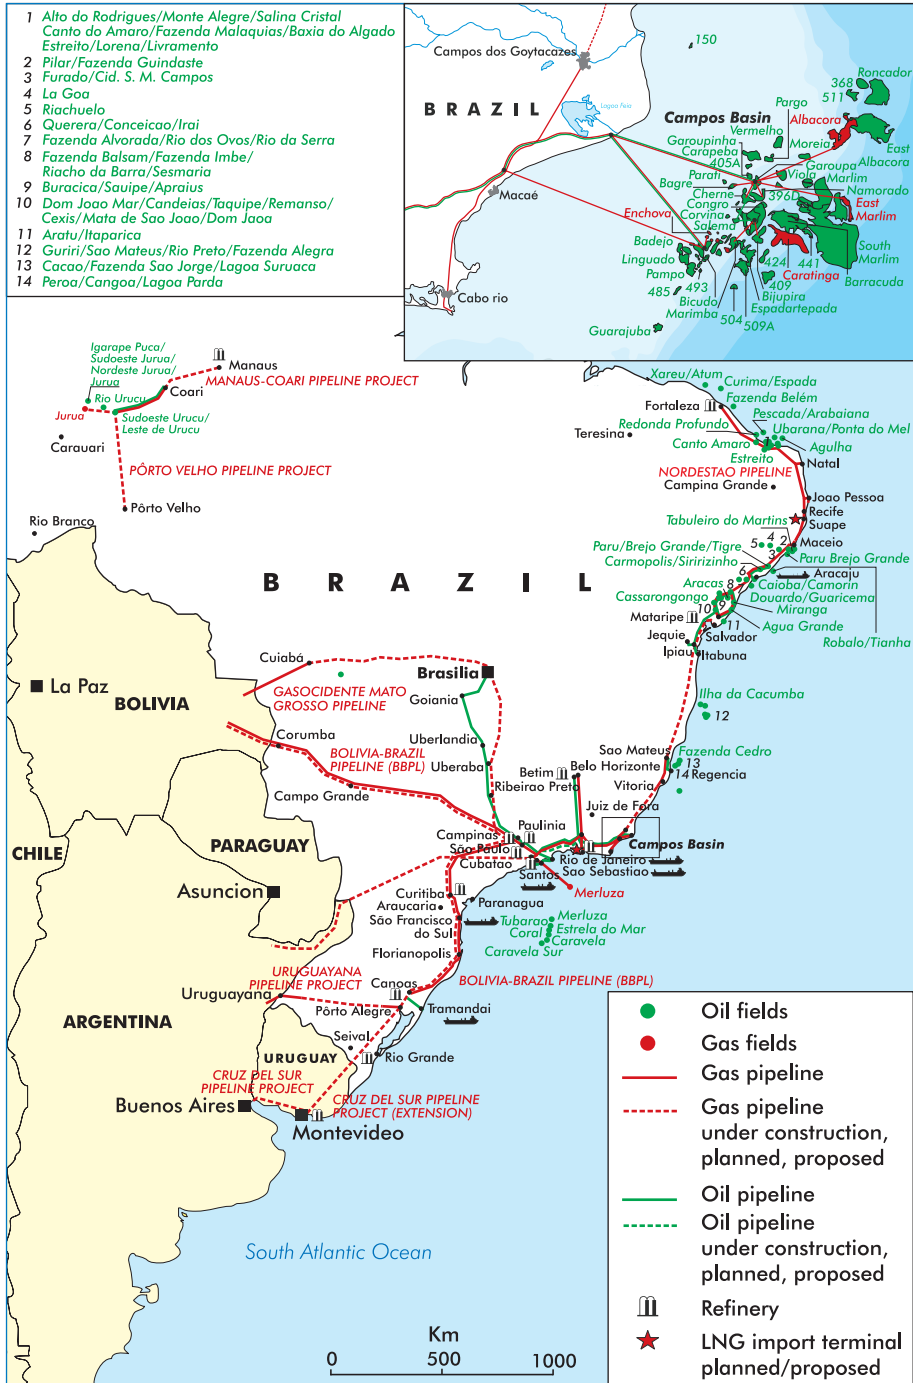 1 Alto do Rodrigues/Monte Alegre/Salina Cristal
Canto do Amaro/Fazenda Malaquias/Baxia do Algado
Estreito/Lorena/Livramento
2 Pilar/Fazenda Guindaste
3 Furado/Cid. S. M. Campos
4 La Goa
5 Riachuelo
6 Querera/Conceicao/Irai
7 Fazenda Alvorada/Rio dos Ovos/Rio da Serra
8 Fazenda Balsam/Fazenda Imbe/
Riacho da Barra/Sesmaria
9 Buracica/Sauipe/Apraius
10 Dom Joao Mar/Candeias/Taquipe/Remanso/
Cexis/Mata de Sao Joao/Dom Jaoa
11 Aratu/Itaparica
12 Guriri/Sao Mateus/Rio Preto/Fazenda Alegra
13 Cacao/Fazenda Sao Jorge/Lagoa Suruaca
14 Peroa/Cangoa/Lagoa Parda
150
Campos dos Goytacazes
BRAZIL
Lagoa Feia
Campos Basin
Roncador
368
511
Pargo
Albacora
Vermelho
Garoupinha
Carapeba
405A
Moreia
East
Albacora
Garoupa
Parati
Viola
Marlim
Bagre
Namorado
Cherne
396D
East
Marlim
Congro
Corvina
Salema
Macaé
Enchova
Badejo
Linguado
Pampo
South
Marlim
424
441
Caratinga
Barracuda
485
493
409
Bicudo
Bijupira
Marimba
Espadartepada
504
509A
Cabo rio
Guarajuba
Igarape Puca/
Sudoeste Jurua/
Nordeste Jurua/
Jurua
Manaus
MANAUS-COARI PIPELINE PROJECT
Coari
Rio Urucu
Jurua
Sudoeste Urucu/
Leste de Urucu
Carauari
PÔRTO VELHO PIPELINE PROJECT
Pôrto Velho
Rio Branco
Xareu/Atum
Curima/Espada
Fazenda Belém
Fortaleza
Pescada/Arabaiana
Redonda Profundo
Ubarana/Ponta do Mel
Teresina
Canto Amaro
1
Agulha
Estreito
NORDESTAO PIPELINE
Natal
Campina Grande
Joao Pessoa
Recife
Suape
Tabuleiro do Martins
5
4
2
Maceio
3
Paru/Brejo Grande/Tigre
Paru Brejo Grande
Carmopolis/Siririzinho
6
Aracaju
Aracas
8
Caioba/Camorin
Cassarongongo
7
Douardo/Guaricema
9
10
Miranga
Mataripe
11
Agua Grande
Salvador
Robalo/Tianha
Jequie
Ipiau
Itabuna
BRAZIL
Cuiabá
Brasilia
La Paz
GASOCIDENTE MATO
GROSSO PIPELINE
Goiania
BOLIVIA
Ilha da Cacumba
12
Corumba
BOLIVIA-BRAZIL
PIPELINE (BBPL)
Uberlandia
Uberaba
Sao Mateus
Fazenda Cedro
13
Betim
Belo Horizonte
14
Regencia
Campo Grande
Ribeirao Preto
Vitoria
Juiz de Fora
PARAGUAY
CHILE
Paulinia
Campinas
São Paulo
Campos Basin
Cubatao
Rio de Janeiro
Santos
Sao Sebastiao
Asuncion
Curitiba
Merluza
Araucaria
Paranagua
São Francisco
do Sul
Tubarao
Merluza
Coral
Estrela do Mar
Caravela
Caravela Sur
Florianopolis
URUGUAYANA
PIPELINE PROJECT
BOLIVIA-BRAZIL PIPELINE (BBPL)
Canoas
Uruguayana
Pôrto Alegre
Tramandai
ARGENTINA
Seival
URUGUAY
Rio Grande
CRUZ DEL SUR
PIPELINE PROJECT
Buenos Aires
CRUZ DEL SUR PIPELINE
PROJECT (EXTENSION)
Montevideo
South Atlantic Ocean
Km
0 500 1000
Oil fields
Gas fields
Gas pipeline
Gas pipeline
under construction,
planned, proposed
Oil pipeline
Oil pipeline
under construction,
planned, proposed
Refinery
LNG import terminal
planned/proposed